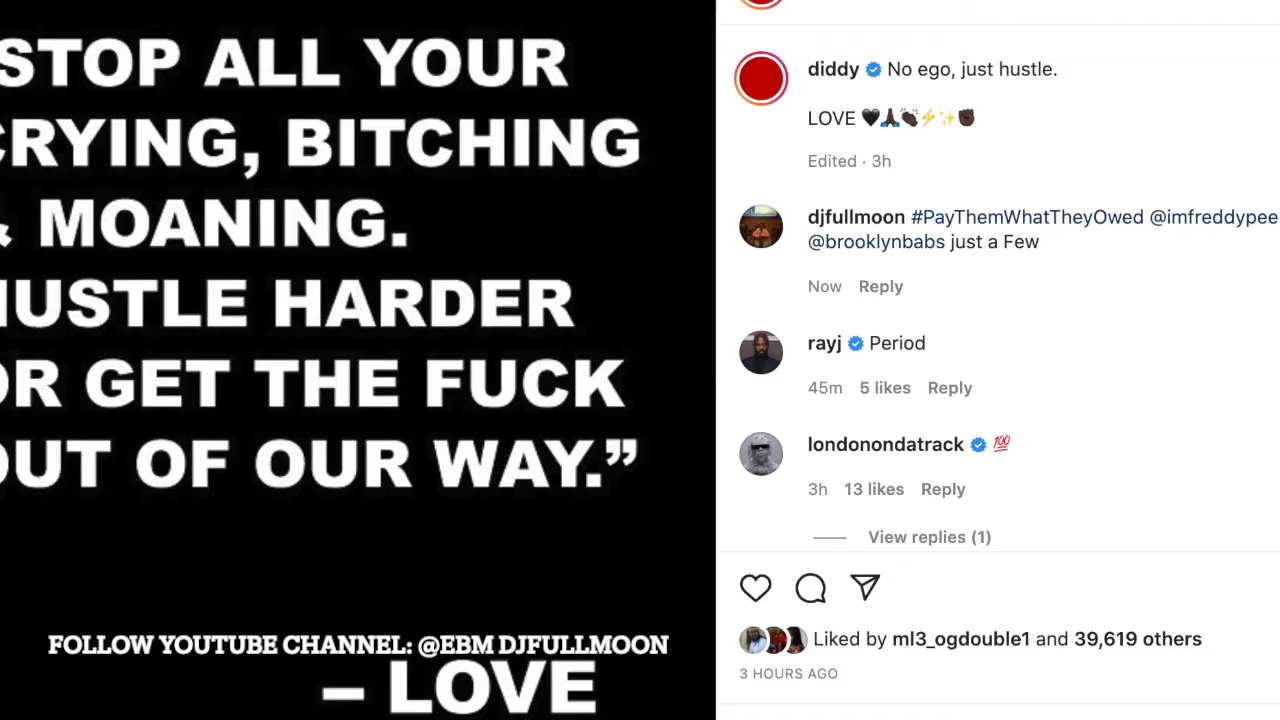 STOP ALL YOUR
CRYING, BITCHING
& MOANING.
HUSTLE HARDER
OR GET THE FUCK
OUT OF OUR WAY.”
FOLLOW YOUTUBE CHANNEL: @EBM DJFULLMOON
– LOVE
diddy No ego, just hustle.
LOVE 🖤🙏🏿👏🏿⚡✨✊🏿
Edited · 3h
djfullmoon #PayThemWhatTheyOwed @imfreddypee
@brooklynbabs just a Few
Now Reply
rayj Period
45m 5 likes Reply
londonondatrack 💯
3h 13 likes Reply
View replies (1)
Liked by ml3_ogdouble1 and 39,619 others
3 HOURS AGO